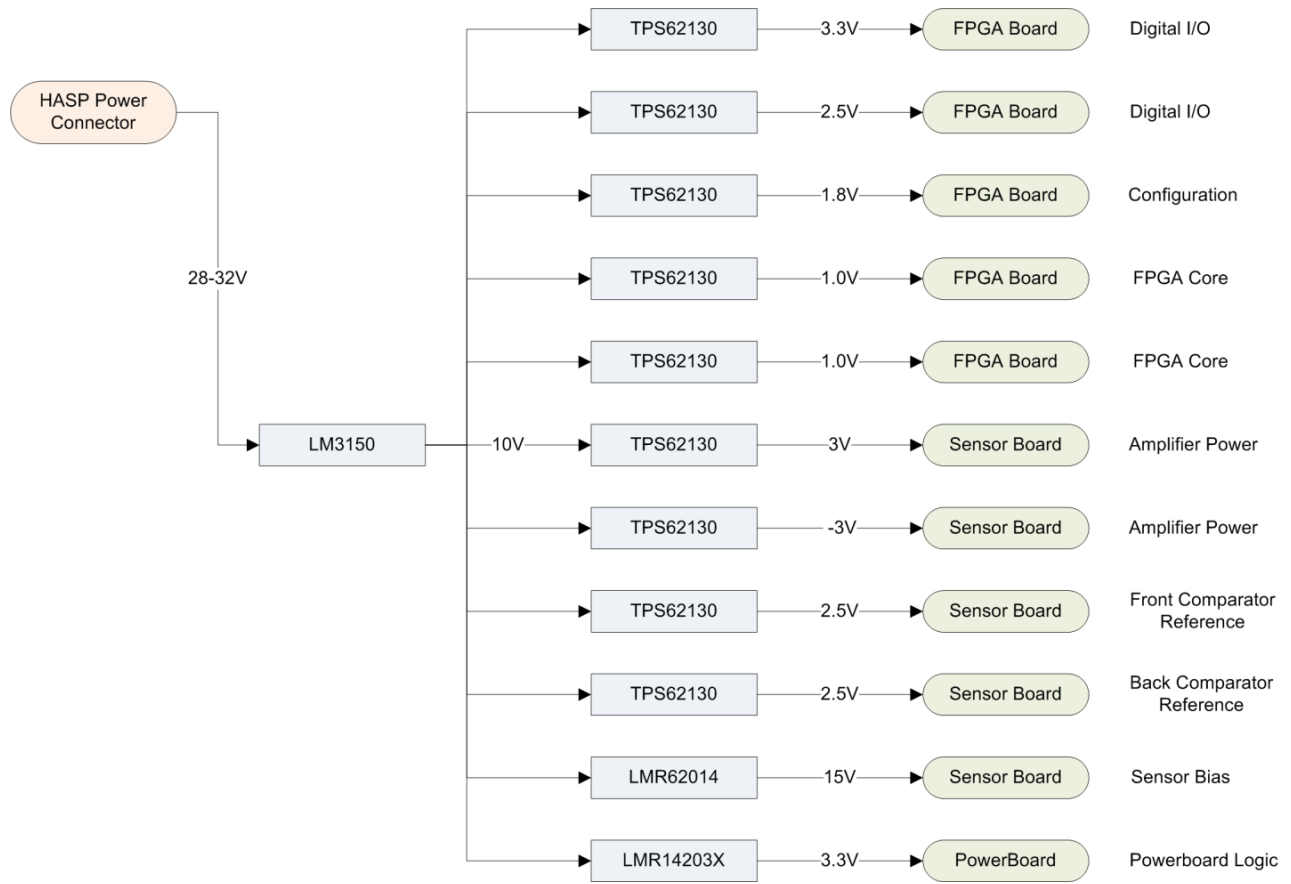 TPS62130 3.3V FPGA Board Digital I/O
HASP Power
Connector
TPS62130 2.5V FPGA Board Digital I/O
TPS62130 1.8V FPGA Board Configuration
28-32V
TPS62130 1.0V FPGA Board FPGA Core
TPS62130 1.0V FPGA Board FPGA Core
LM3150 10V TPS62130 3V Sensor Board Amplifier Power
TPS62130 -3V Sensor Board Amplifier Power
TPS62130 2.5V Sensor Board Front Comparator
Reference
TPS62130 2.5V Sensor Board Back Comparator
Reference
LMR62014 15V Sensor Board Sensor Bias
LMR14203X 3.3V PowerBoard Powerboard Logic